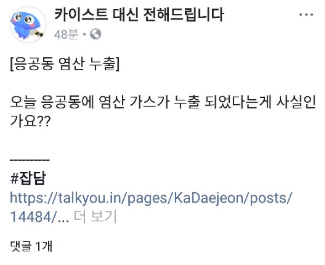 카이스트 대신 전해드립니다
48분
[응공동 염산 누출]
오늘 응공동에 염산 가스가 누출 되었다는게 사실인
가요??
----------
#잡담
https://talkyou.in/pages/KaDaejeon/posts/
14484/... 더 보기
댓글 1개